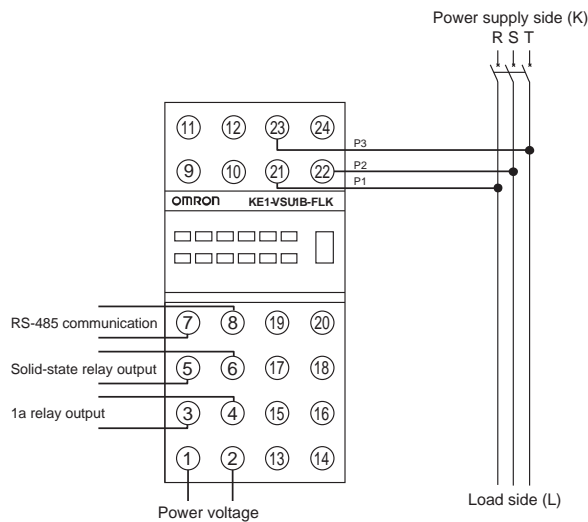 Power supply side (K)
R S T
11 12 23 24
P3
9 10 21 22
P2
P1
OMRON KE1-VSU1B-FLK
RS-485 communication
7 8 19 20
Solid-state relay output
5 6 17 18
1a relay output
3 4 15 16
1 2 13 14
Power voltage
Load side (L)